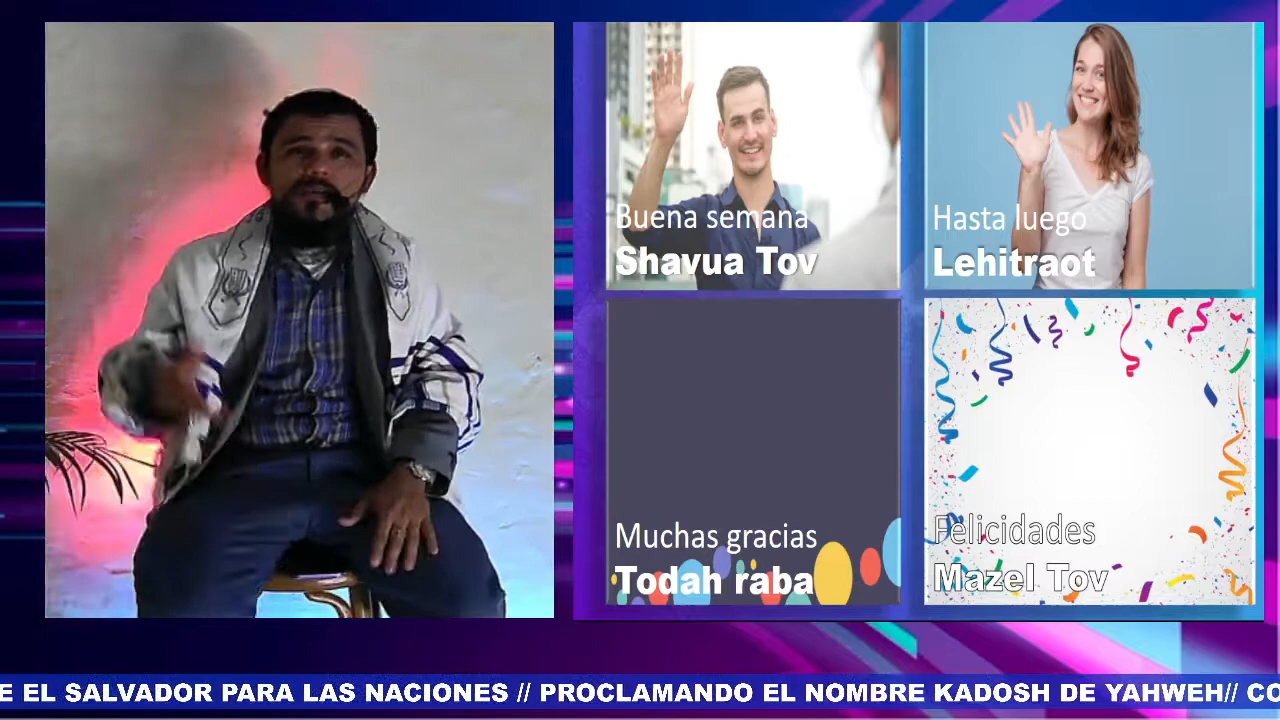 Buena semana
Shavua Tov
Hasta luego
Lehitraot
Muchas gracias
Todah raba
Felicidades
Mazel Tov
E EL SALVADOR PARA LAS NACIONES // PROCLAMANDO EL NOMBRE KADOSH DE YAHWEH// CO